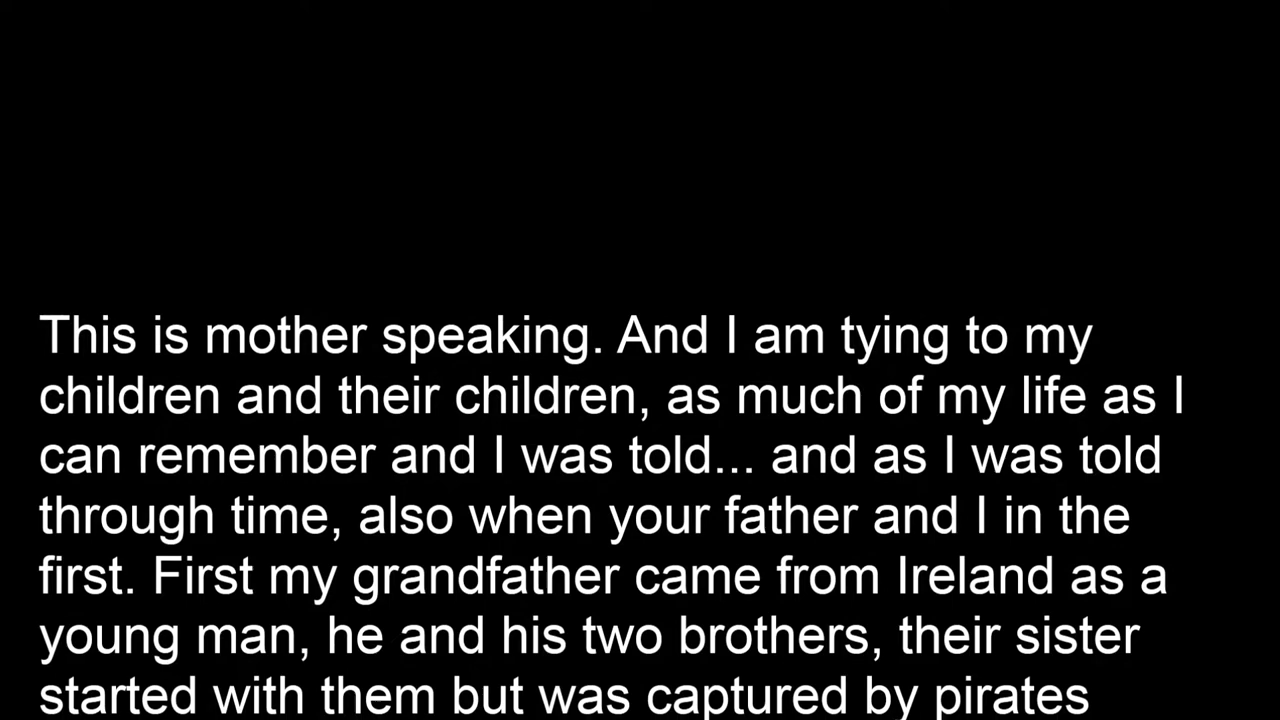 This is mother speaking. And I am tying to my
children and their children, as much of my life as I
can remember and I was told... and as I was told
through time, also when your father and I in the
first. First my grandfather came from Ireland as a
young man, he and his two brothers, their sister
started with them but was captured by pirates